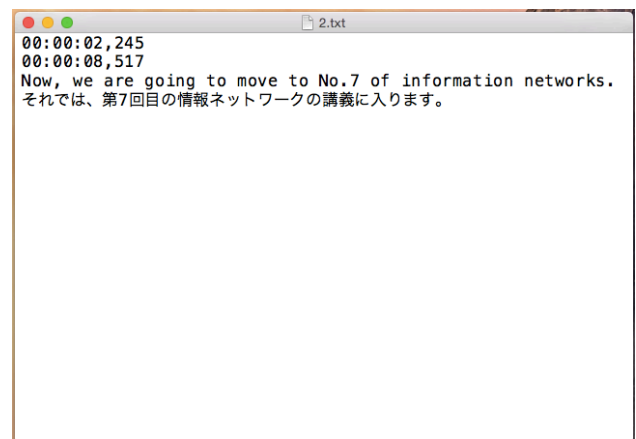 2.txt
00:00:02,245
00:00:08,517
Now, we are going to move to No.7 of information networks.
それでは、第7回目の情報ネットワークの講義に入ります。